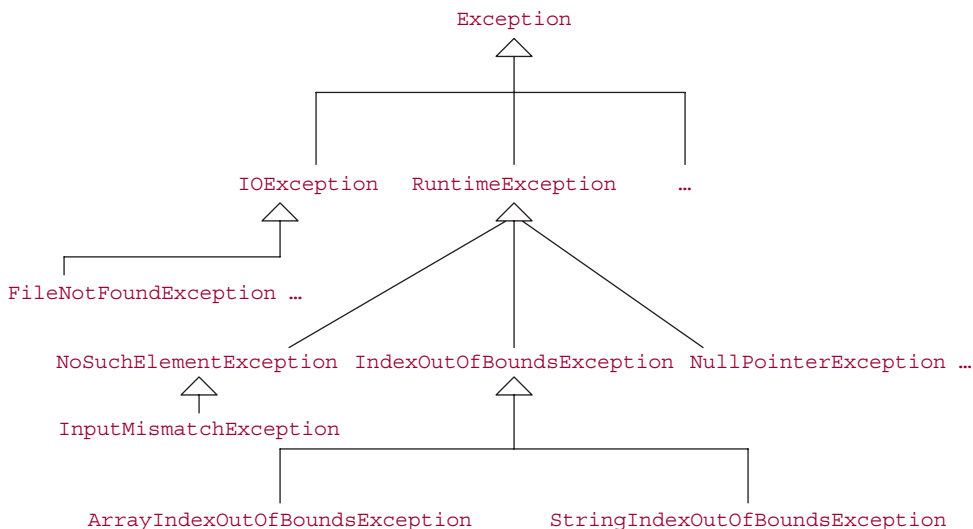 Exception
IOException RuntimeException …
FileNotFoundException …
NoSuchElementException IndexOutOfBoundsException NullPointerException …
InputMismatchException
ArrayIndexOutOfBoundsException StringIndexOutOfBoundsException